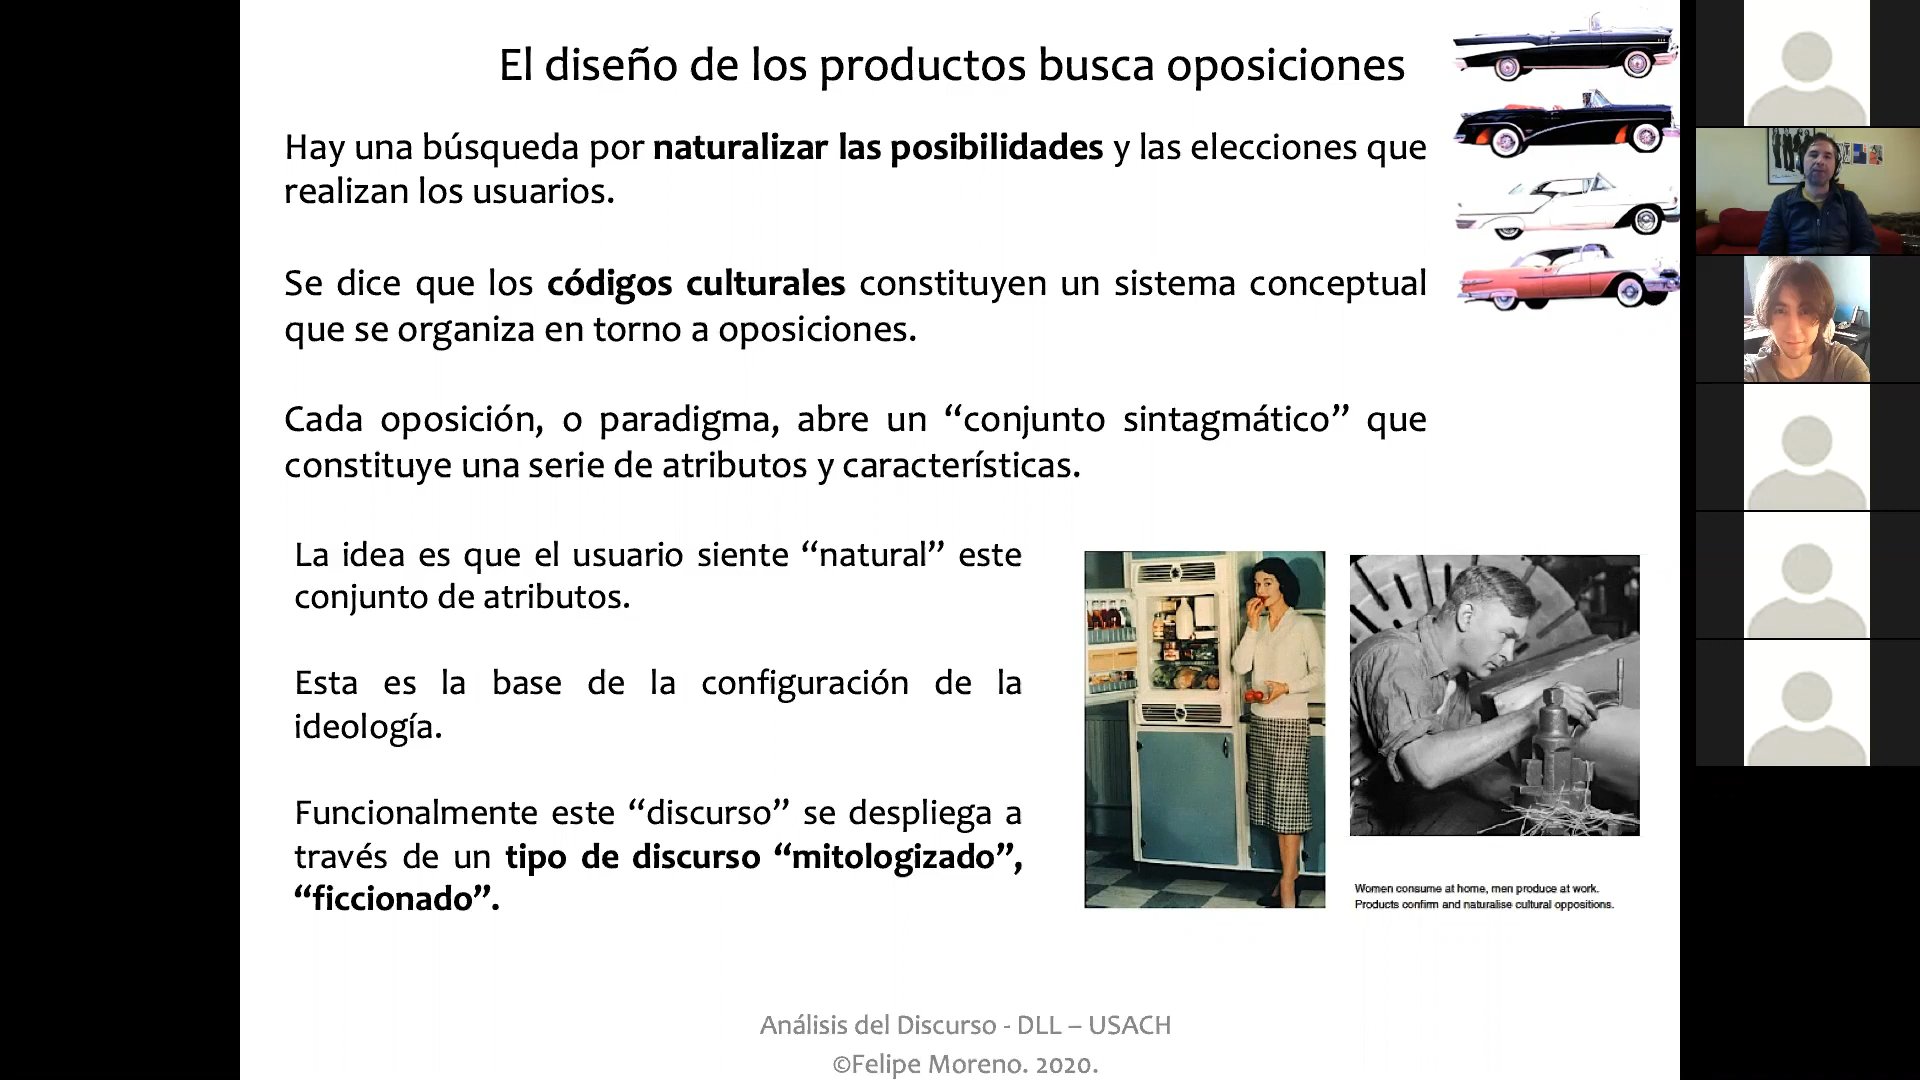 El diseño de los productos busca oposiciones
Hay una búsqueda por naturalizar las posibilidades y las elecciones que
realizan los usuarios.
Se dice que los códigos culturales constituyen un sistema conceptual
que se organiza en torno a oposiciones.
Cada oposición, o paradigma, abre un “conjunto sintagmático” que
constituye una serie de atributos y características.
La idea es que el usuario siente “natural” este
conjunto de atributos.
Esta es la base de la configuración de la
ideología.
Funcionalmente este “discurso” se despliega a
través de un tipo de discurso “mitologizado”,
“ficcionado”.
Women consume at home, men produce at work.
Products confirm and naturalise cultural oppositions.
Análisis del Discurso - DLL – USACH
©Felipe Moreno. 2020.